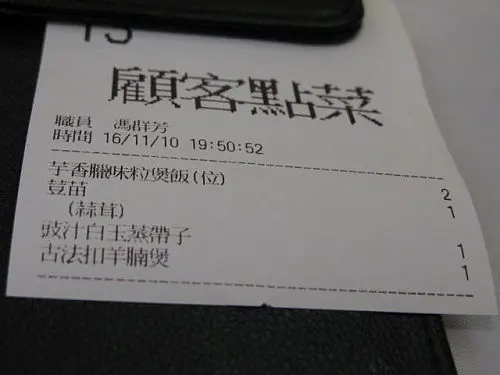 15
顧客點菜
職員 馮群芳
時間 16/11/10 19:50:52
芋香臘味粒煲飯(位) 2
荳苗 1
(蒜茸)
豉汁白玉蒸帶子 1
古法扣羊腩煲 1